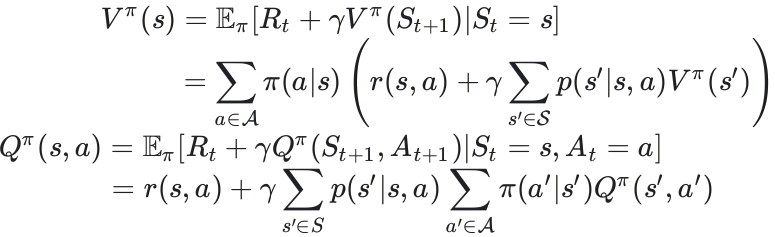 V^π(s) = 𝔼_π[R_t + γV^π(S_{t+1})|S_t = s]
= ∑_{a∈𝒜} π(a|s) ( r(s, a) + γ ∑_{s′∈𝒮} p(s′|s, a)V^π(s′) )
Q^π(s, a) = 𝔼_π[R_t + γQ^π(S_{t+1}, A_{t+1})|S_t = s, A_t = a]
= r(s, a) + γ ∑_{s′∈S} p(s′|s, a) ∑_{a′∈𝒜} π(a′|s′)Q^π(s′, a′)